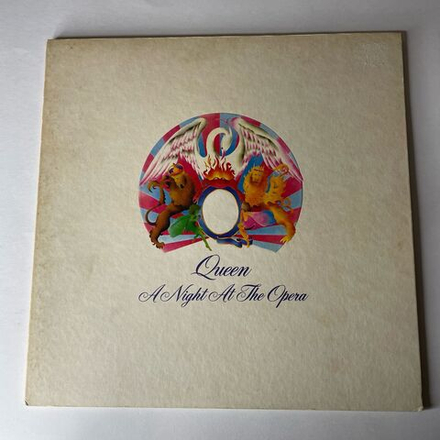 Queen
A Night At The Opera